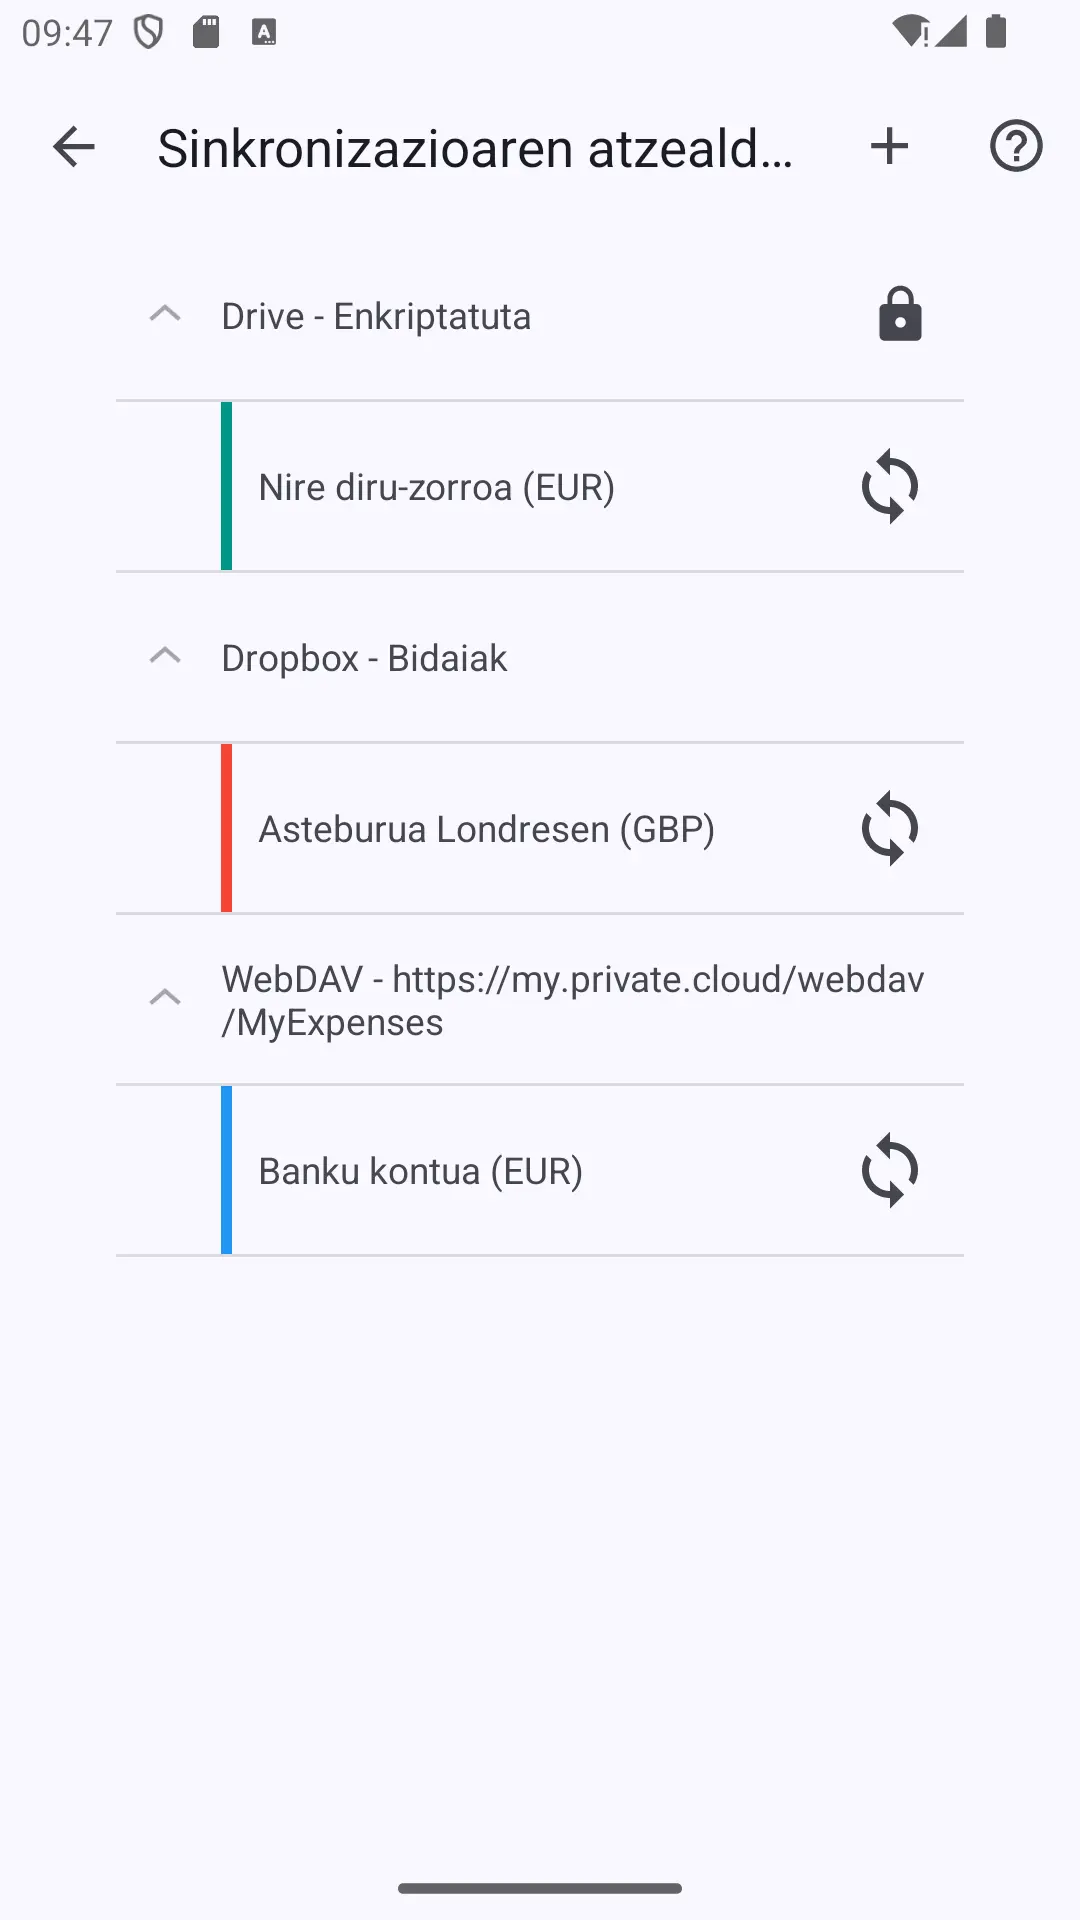 09:47
Sinkronizazioaren atzeald...
Drive - Enkriptatuta
Nire diru-zorroa (EUR)
Dropbox - Bidaiak
Asteburua Londresen (GBP)
WebDAV - https://my.private.cloud/webdav
/MyExpenses
Banku kontua (EUR)